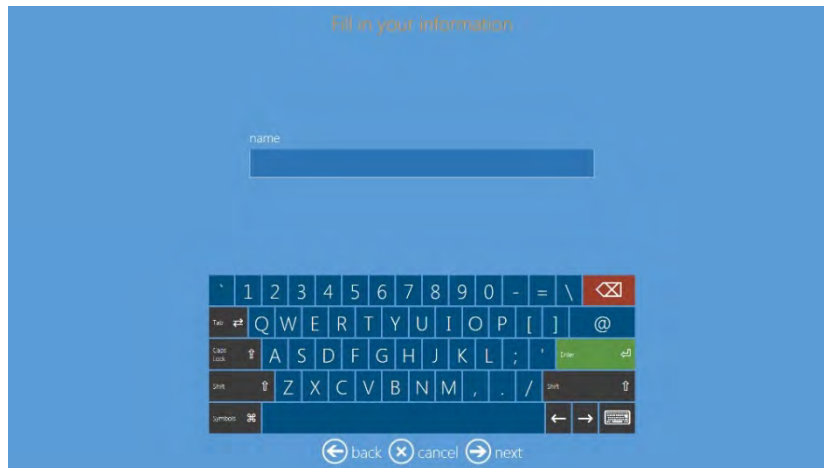 Fill in your information
name
` 1 2 3 4 5 6 7 8 9 0 - = \
Tab Q W E R T Y U I O P [ ] @
Caps Lock A S D F G H J K L ; ' Enter
Shift Z X C V B N M , . / Shift
Symbols
back cancel next